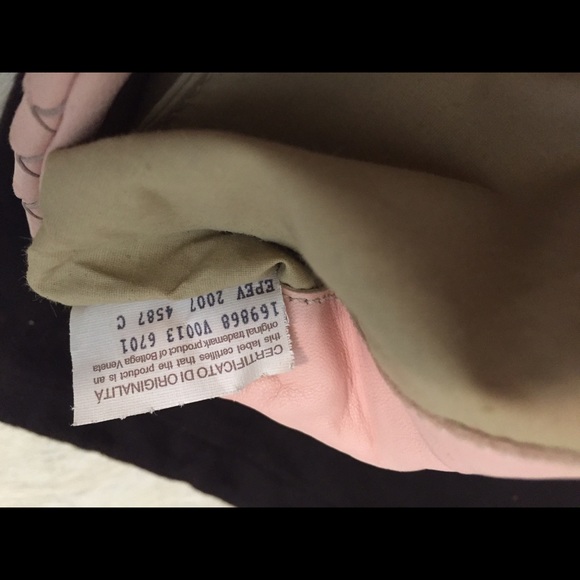 CERTIFICATO DI ORIGINALITÁ
this label certifies that the product is an
original trademark product of Bottega Veneta
169868 V0013 6701
EPEV 2007 4587 C